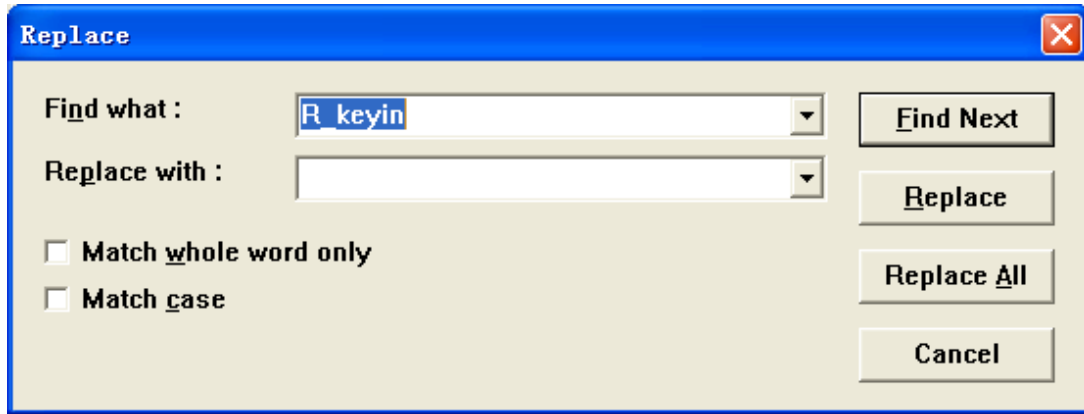 Replace
Find what :
R_keyin
Find Next
Replace with :
Replace
Match whole word only
Replace All
Match case
Cancel